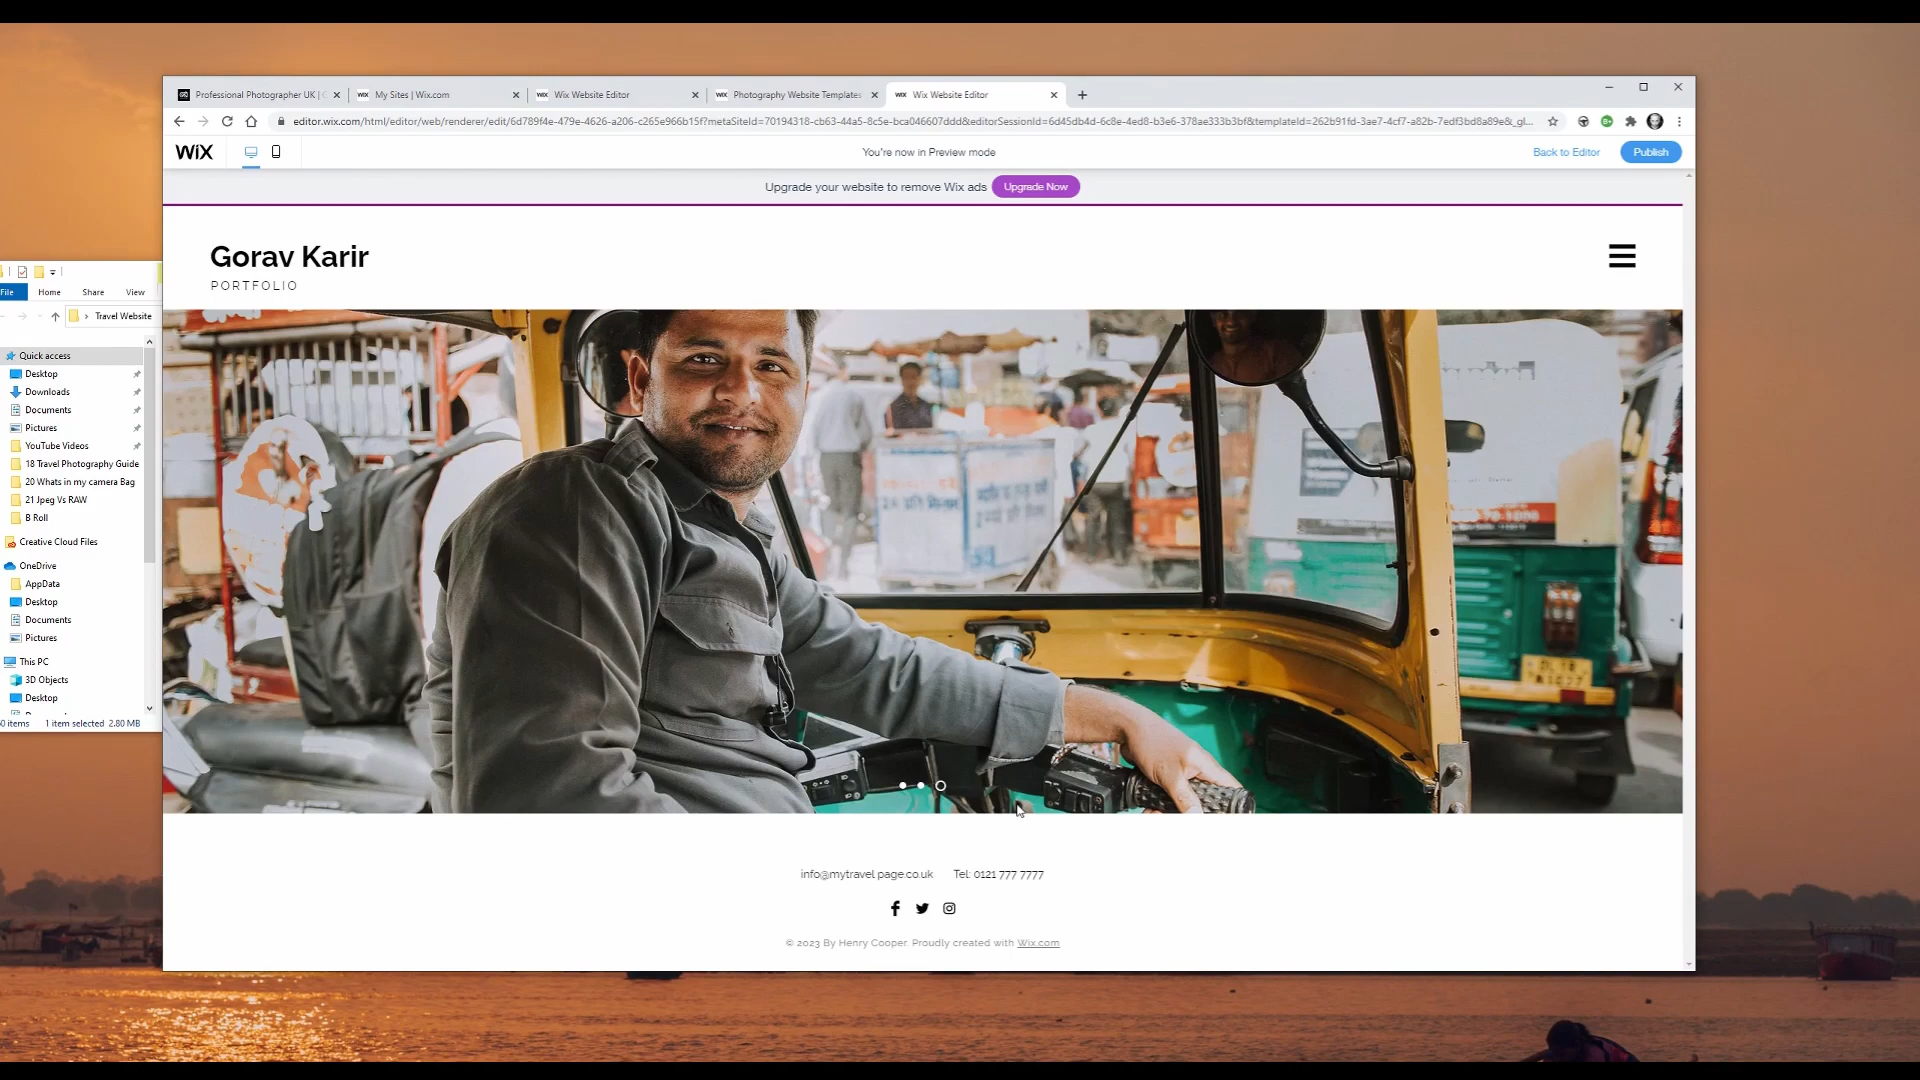 Professional Photographer UK | G
My Sites | Wix.com
Wix Website Editor
Photography Website Templates
Wix Website Editor
editor.wix.com/html/editor/web/renderer/edit/6d789f4e-479e-4626-a206-c265e966b15f?metaSiteId=70194318-cb63-44a5-8c5e-bca046607ddd&editorSessionId=6d45db4d-6c8e-4ed8-b3e6-378ae333b3bf&templateId=262b91fd-3ae7-4cf7-a82b-7edf3bd8a89e&_gl...
WiX
You're now in Preview mode
Back to Editor
Publish
Upgrade your website to remove Wix ads
Upgrade Now
Gorav Karir
PORTFOLIO
File
Home
Share
View
Travel Website
Quick access
Desktop
Downloads
Documents
Pictures
YouTube Videos
18 Travel Photography Guide
20 Whats in my camera Bag
21 Jpeg Vs RAW
B Roll
Creative Cloud Files
OneDrive
AppData
Desktop
Documents
Pictures
This PC
3D Objects
Desktop
0 items 1 item selected 2.80 MB
info@mytravel page.co.uk Tel: 0121 777 7777
© 2023 By Henry Cooper. Proudly created with Wix.com